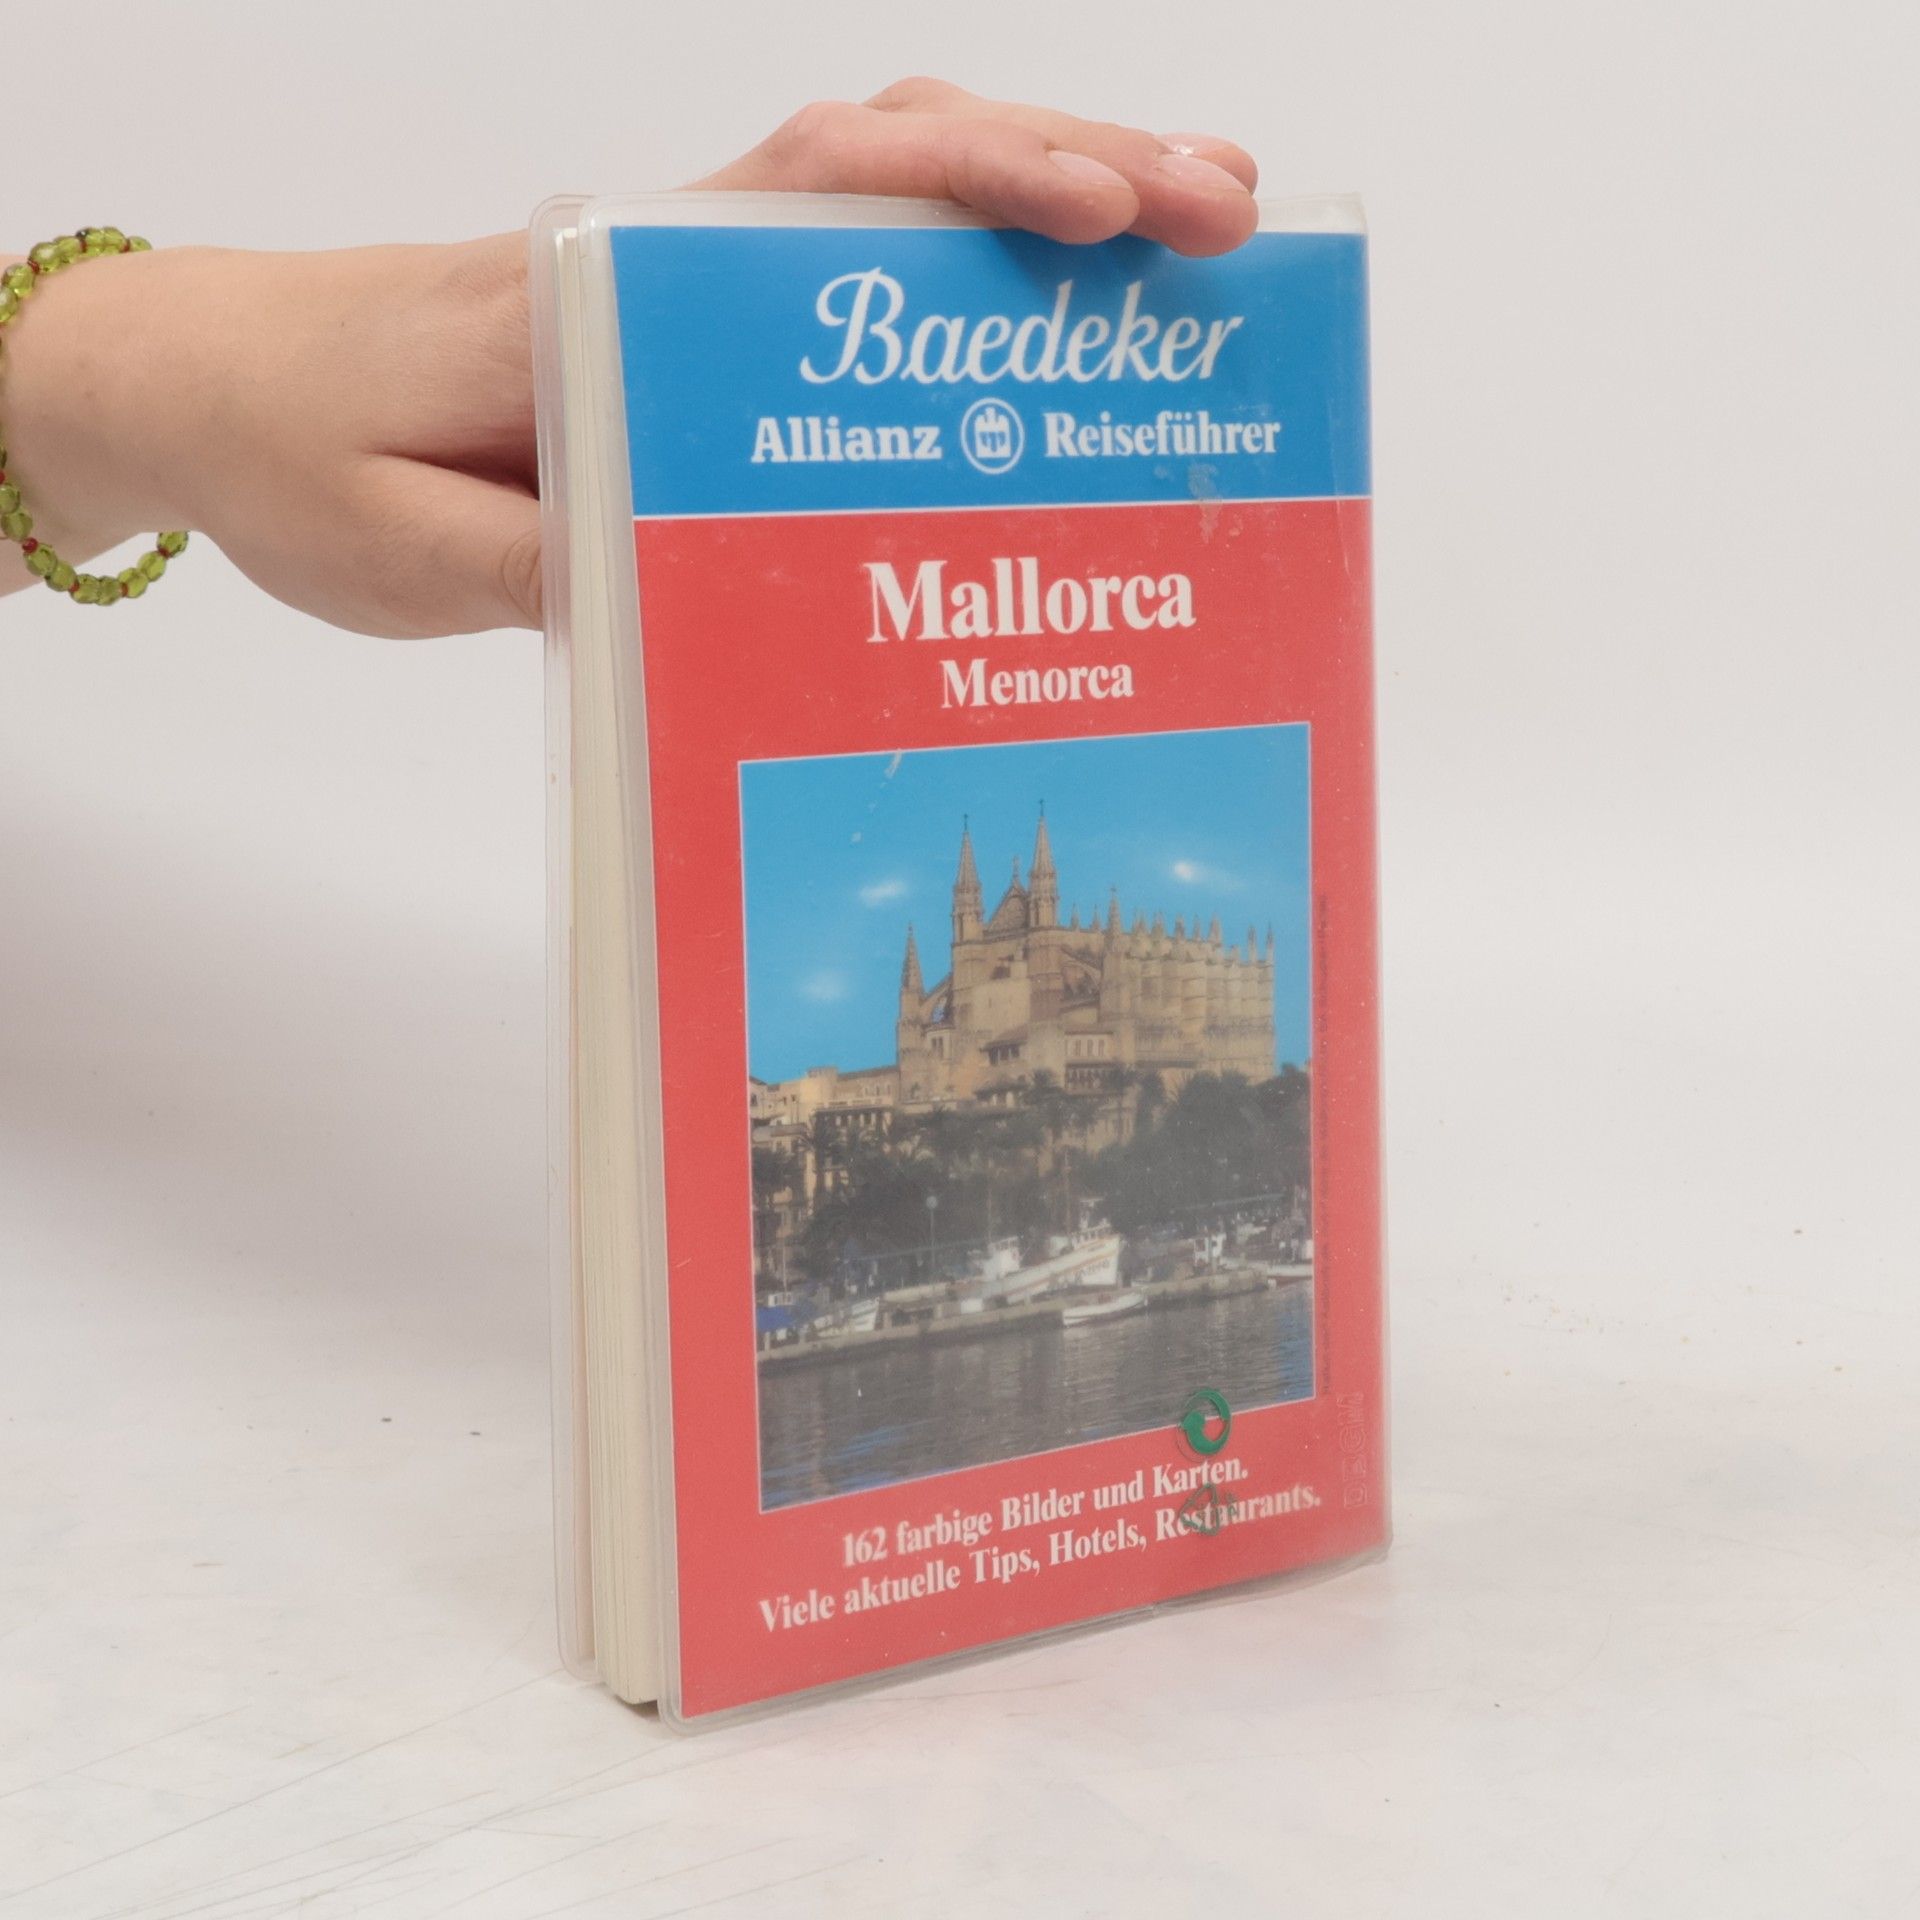 Baedeker
Allianz Reiseführer
Mallorca
Menorca
162 farbige Bilder und Karten.
Viele aktuelle Tips, Hotels, Restaurants.